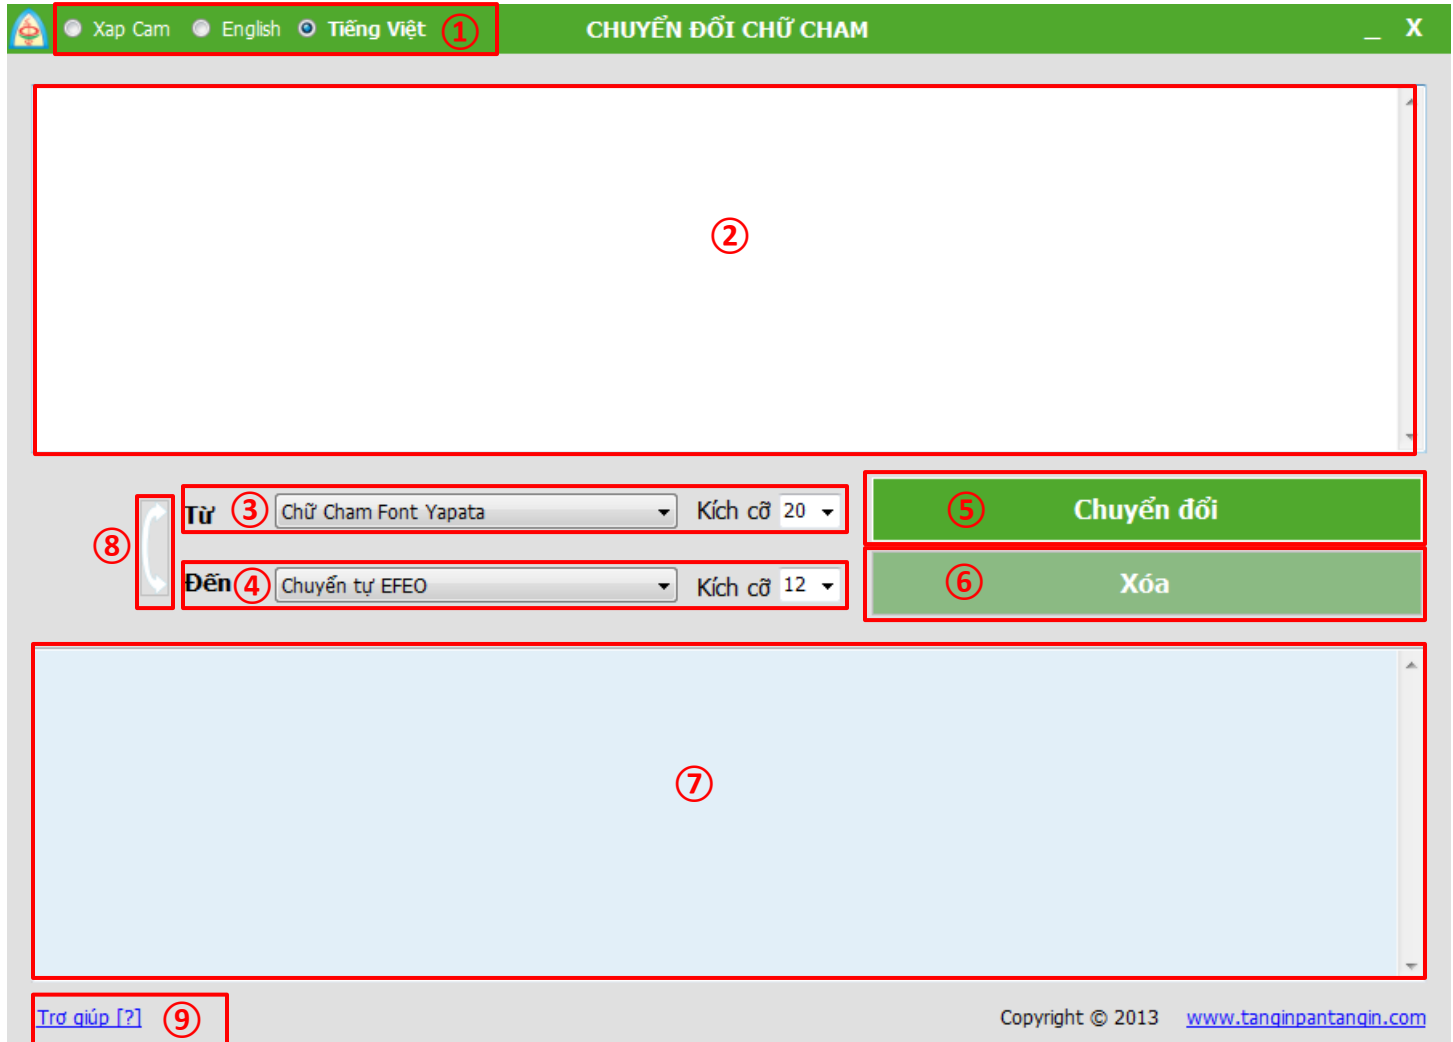 Xap Cam English Tiếng Việt ① CHUYỂN ĐỔI CHỮ CHAM _ X
②
Từ ③ Chữ Cham Font Yapata Kích cỡ 20 ⑤ Chuyển đổi
⑧
Đến ④ Chuyển tự EFEO Kích cỡ 12 ⑥ Xóa
⑦
Trơ giúp [?] ⑨ Copyright © 2013 www.tanginpantangin.com